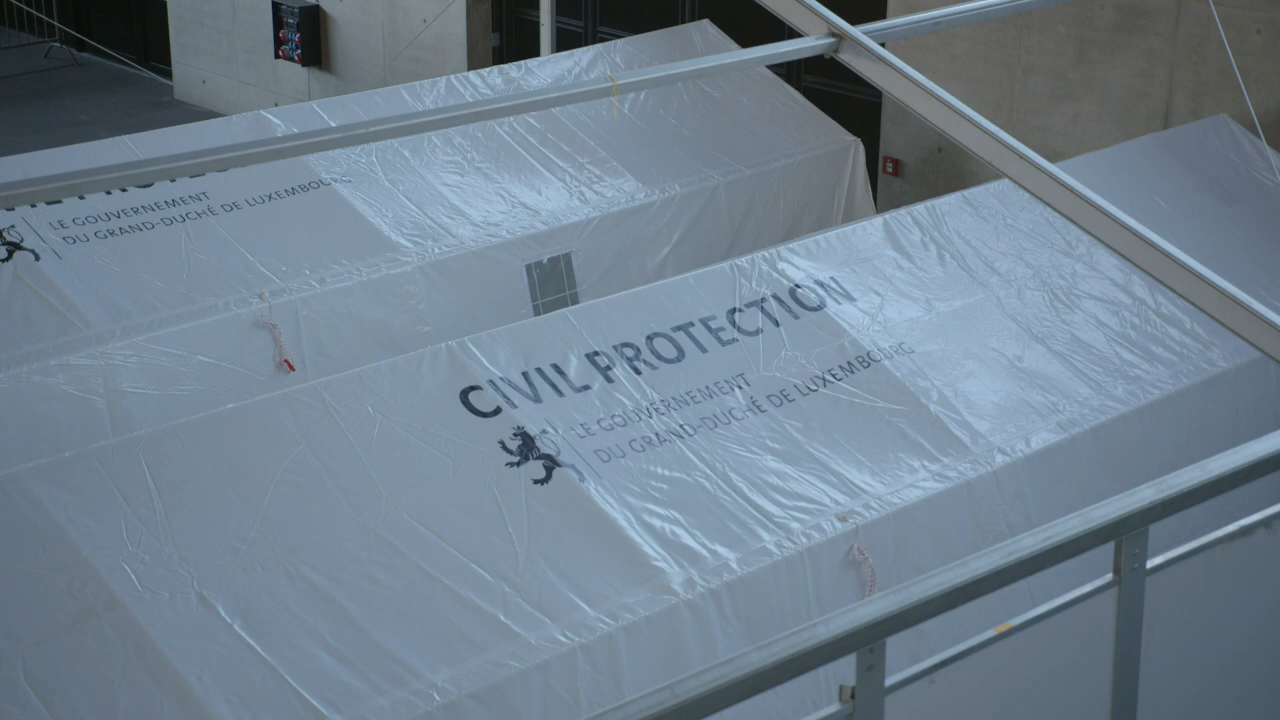 LE GOUVERNEMENT
DU GRAND-DUCHÉ DE LUXEMBOURG
CIVIL PROTECTION
LE GOUVERNEMENT
DU GRAND-DUCHÉ DE LUXEMBOURG